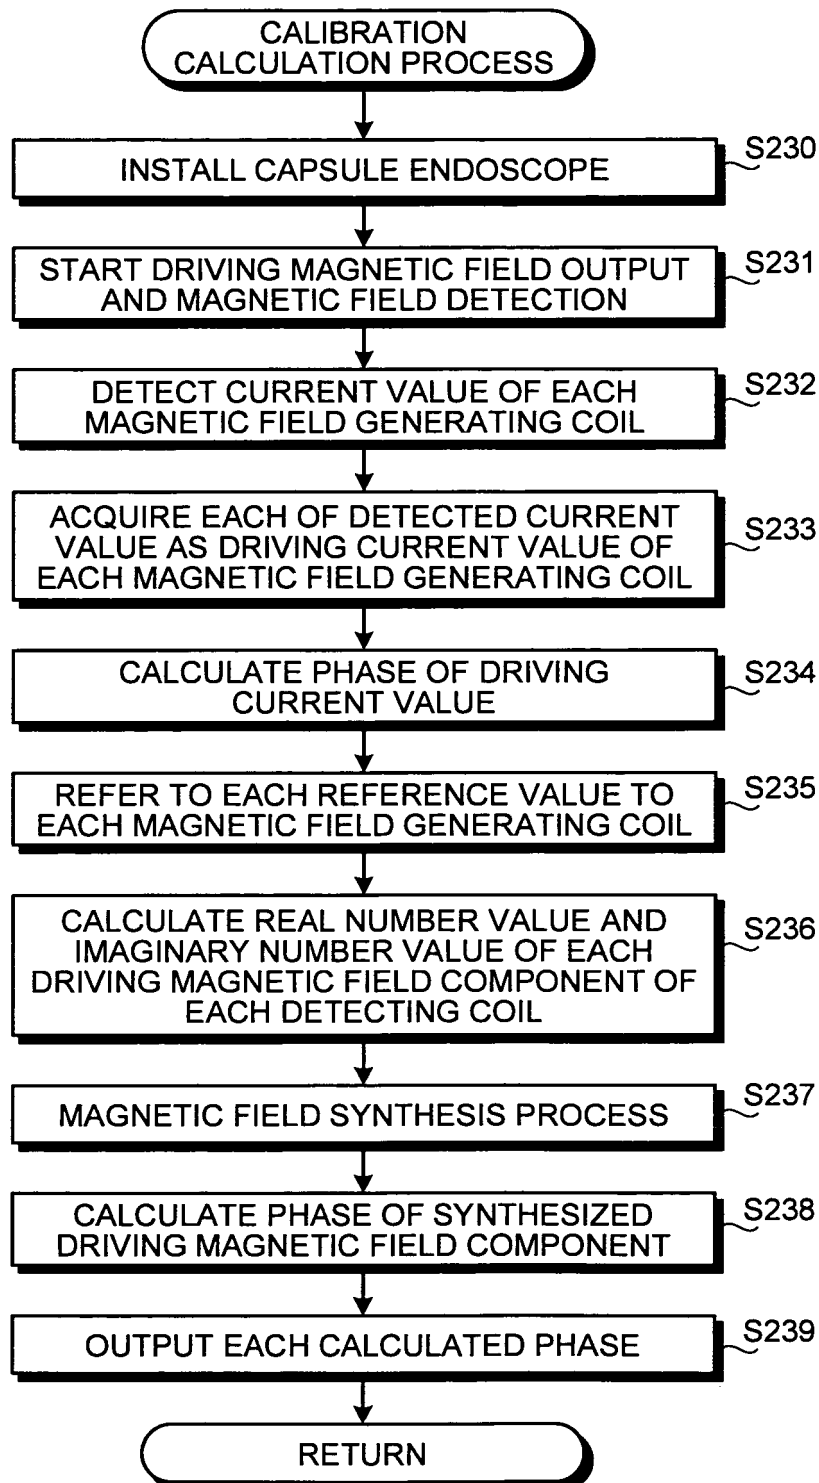 CALIBRATION
CALCULATION PROCESS
INSTALL CAPSULE ENDOSCOPE
S230
START DRIVING MAGNETIC FIELD OUTPUT
AND MAGNETIC FIELD DETECTION
S231
DETECT CURRENT VALUE OF EACH
MAGNETIC FIELD GENERATING COIL
S232
ACQUIRE EACH OF DETECTED CURRENT
VALUE AS DRIVING CURRENT VALUE OF
EACH MAGNETIC FIELD GENERATING COIL
S233
CALCULATE PHASE OF DRIVING
CURRENT VALUE
S234
REFER TO EACH REFERENCE VALUE TO
EACH MAGNETIC FIELD GENERATING COIL
S235
CALCULATE REAL NUMBER VALUE AND
IMAGINARY NUMBER VALUE OF EACH
DRIVING MAGNETIC FIELD COMPONENT OF
EACH DETECTING COIL
S236
MAGNETIC FIELD SYNTHESIS PROCESS
S237
CALCULATE PHASE OF SYNTHESIZED
DRIVING MAGNETIC FIELD COMPONENT
S238
OUTPUT EACH CALCULATED PHASE
S239
RETURN